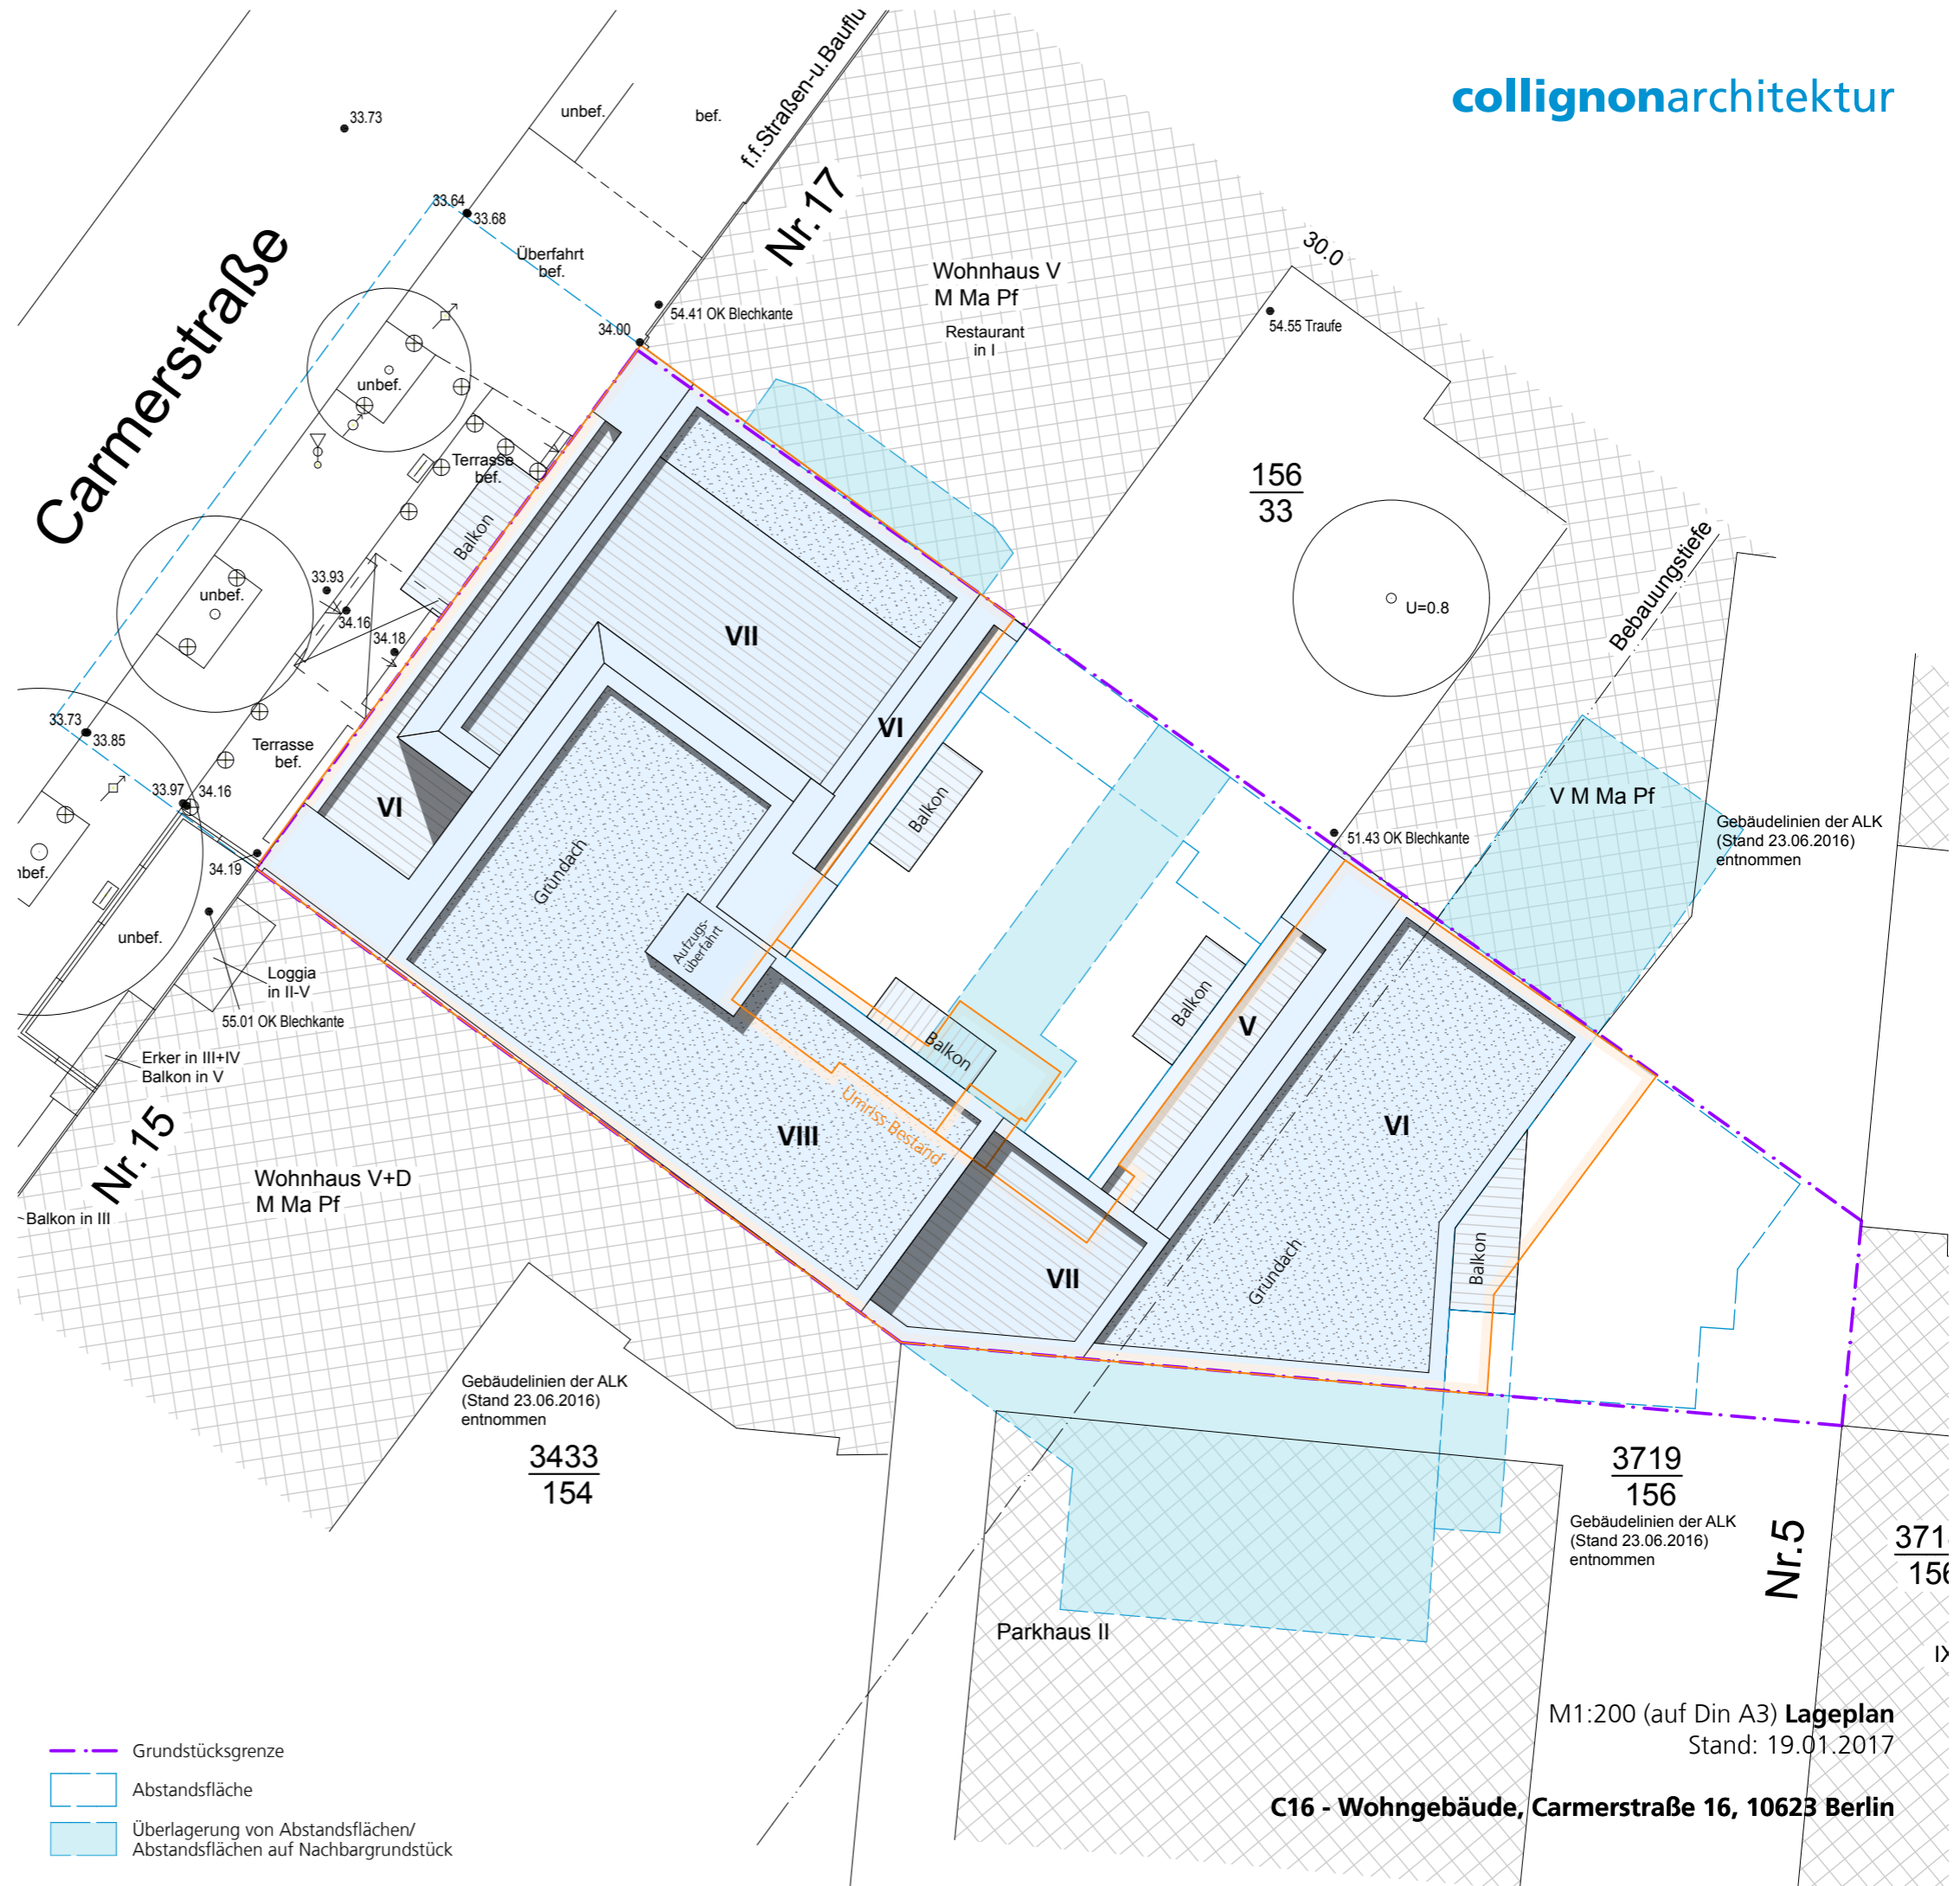 collignonarchitektur
f.f.Straßen-u.Bauflu
unbef.
bef.
33.73
Nr.17
33.64
33.68
Carmerstraße
Überfahrt
bef.
30.0
Wohnhaus V
M Ma Pf
Restaurant
in I
54.41 OK Blechkante
54.55 Traufe
34.00
unbef.
Terrasse
bef.
156
33
Balkon
Bebauungstiefe
33.93
unbef.
34.16
U=0.8
34.18
VII
VI
33.73
33.85
Terrasse
bef.
33.97
34.16
VI
Balkon
V M Ma Pf
Gebäudelinien der ALK
(Stand 23.06.2016)
entnommen
51.43 OK Blechkante
34.19
nbef.
Gründach
unbef.
Aufzugs-
überfahrt
Loggia
in II-V
55.01 OK Blechkante
Balkon
Balkon
V
Erker in III+IV
Balkon in V
Umriss Bestand
VIII
VI
Nr.15
Wohnhaus V+D
M Ma Pf
Balkon in III
Gründach
Balkon
VII
Gebäudelinien der ALK
(Stand 23.06.2016)
entnommen
3433
154
3719
156
Gebäudelinien der ALK
(Stand 23.06.2016)
entnommen
Nr.5
371
156
Parkhaus II
IX
M1:200 (auf Din A3) Lageplan
Stand: 19.01.2017
C16 - Wohngebäude, Carmerstraße 16, 10623 Berlin
Grundstücksgrenze
Abstandsfläche
Überlagerung von Abstandsflächen/
Abstandsflächen auf Nachbargrundstück